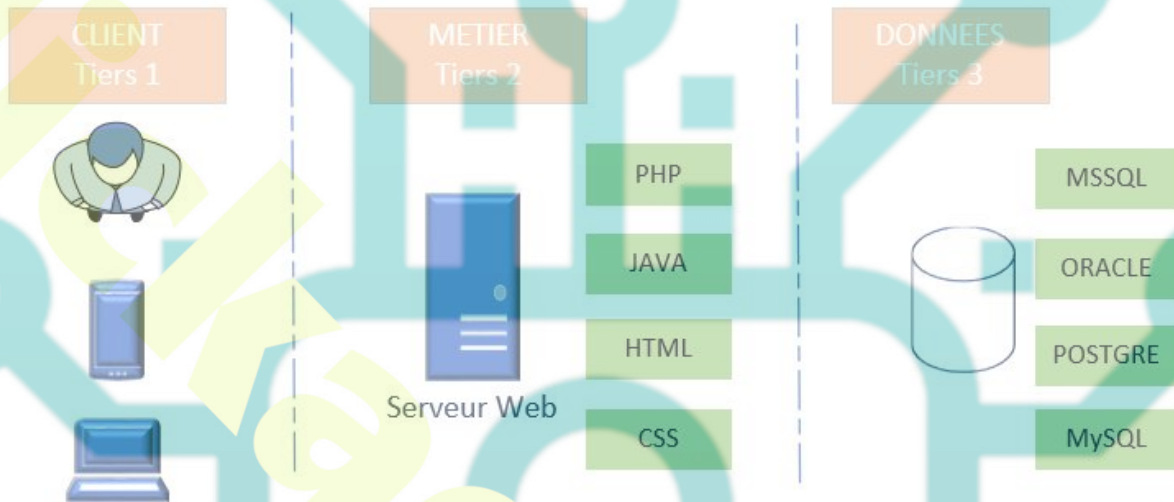 CLIENT
Tiers 1
METIER
Tiers 2
DONNEES
Tiers 3
PHP
JAVA
HTML
CSS
Serveur Web
MSSQL
ORACLE
POSTGRE
MySQL